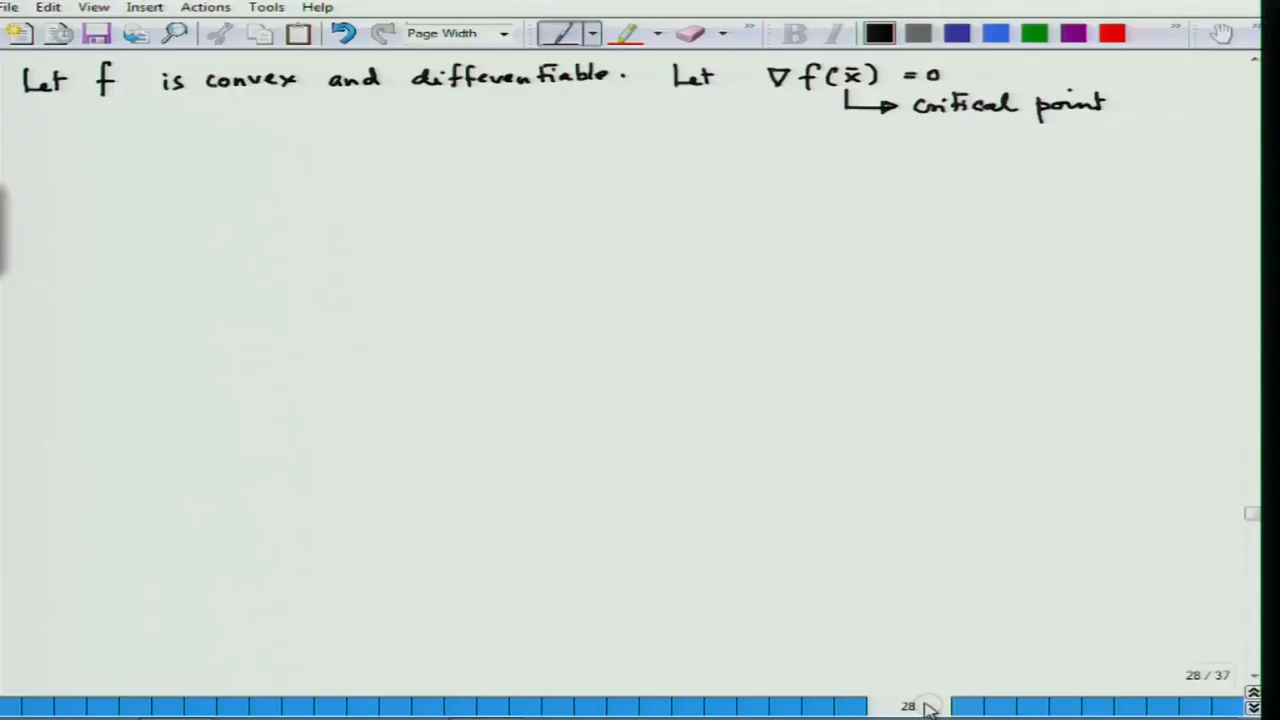 File Edit View Insert Actions Tools Help
Page Width
B I
Let f is convex and differentiable. Let ∇f(x̄) = 0
critical point
28 / 37
28